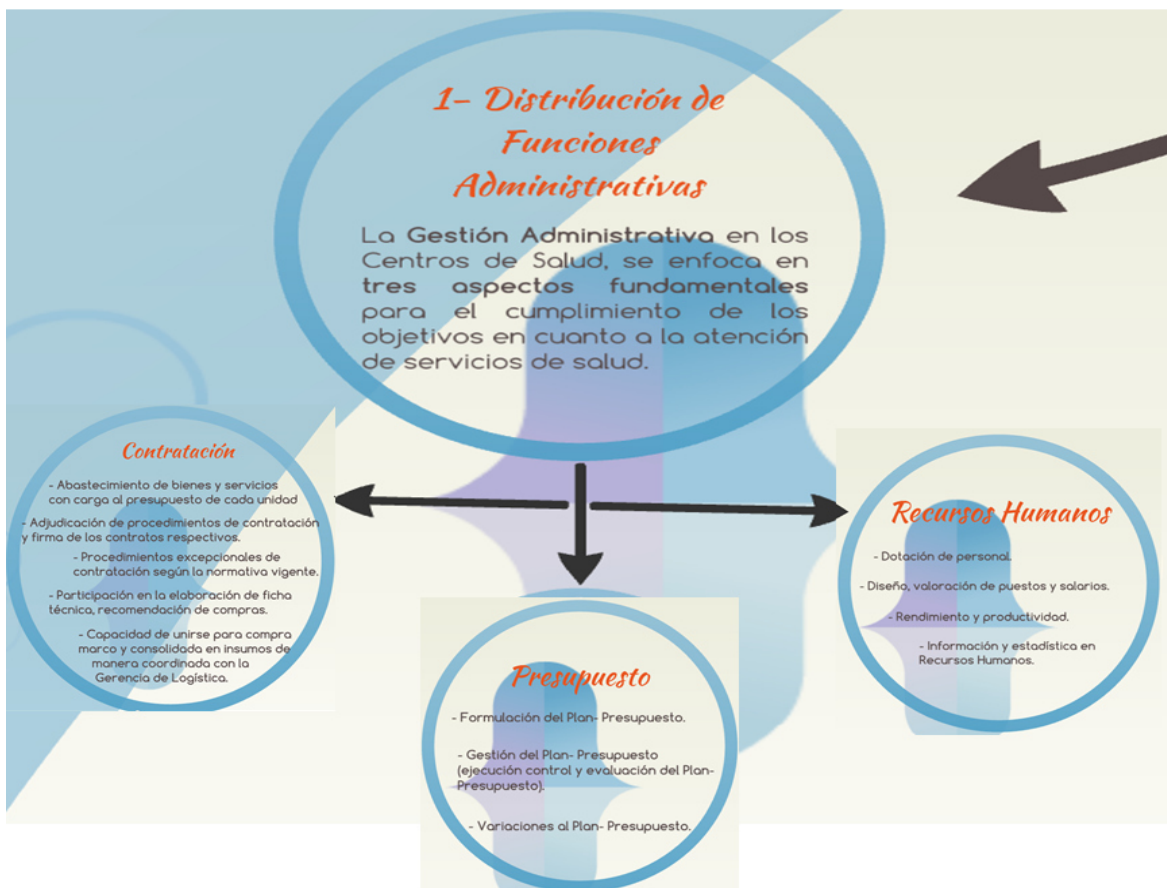 1- Distribución de
Funciones
Administrativas
La Gestión Administrativa en los
Centros de Salud, se enfoca en
tres aspectos fundamentales
para el cumplimiento de los
objetivos en cuanto a la atención
de servicios de salud.
Contratación
- Abastecimiento de bienes y servicios
con carga al presupuesto de cada unidad
- Adjudicación de procedimientos de contratación
y firma de los contratos respectivos.
- Procedimientos excepcionales de
contratación según la normativa vigente.
- Participación en la elaboración de ficha
técnica, recomendación de compras.
- Capacidad de unirse para compra
marco y consolidada en insumos de
manera coordinada con la
Gerencia de Logística.
Presupuesto
- Formulación del Plan- Presupuesto.
- Gestión del Plan- Presupuesto
(ejecución control y evaluación del Plan-
Presupuesto).
- Variaciones al Plan- Presupuesto.
Recursos Humanos
- Dotación de personal.
- Diseño, valoración de puestos y salarios.
- Rendimiento y productividad.
- Información y estadística en
Recursos Humanos.